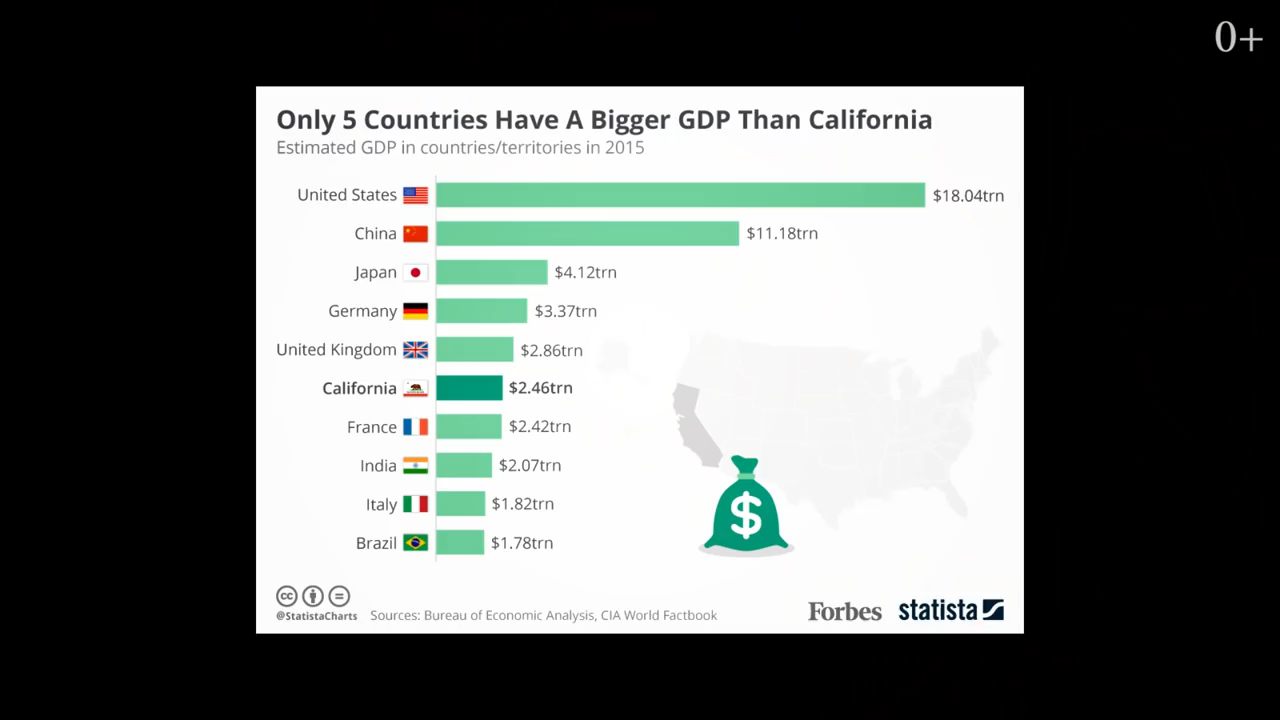 0+
Only 5 Countries Have A Bigger GDP Than California
Estimated GDP in countries/territories in 2015
United States $18.04trn
China $11.18trn
Japan $4.12trn
Germany $3.37trn
United Kingdom $2.86trn
California $2.46trn
France $2.42trn
India $2.07trn
Italy $1.82trn
Brazil $1.78trn
$
cc
@StatistaCharts Sources: Bureau of Economic Analysis, CIA World Factbook
Forbes statista